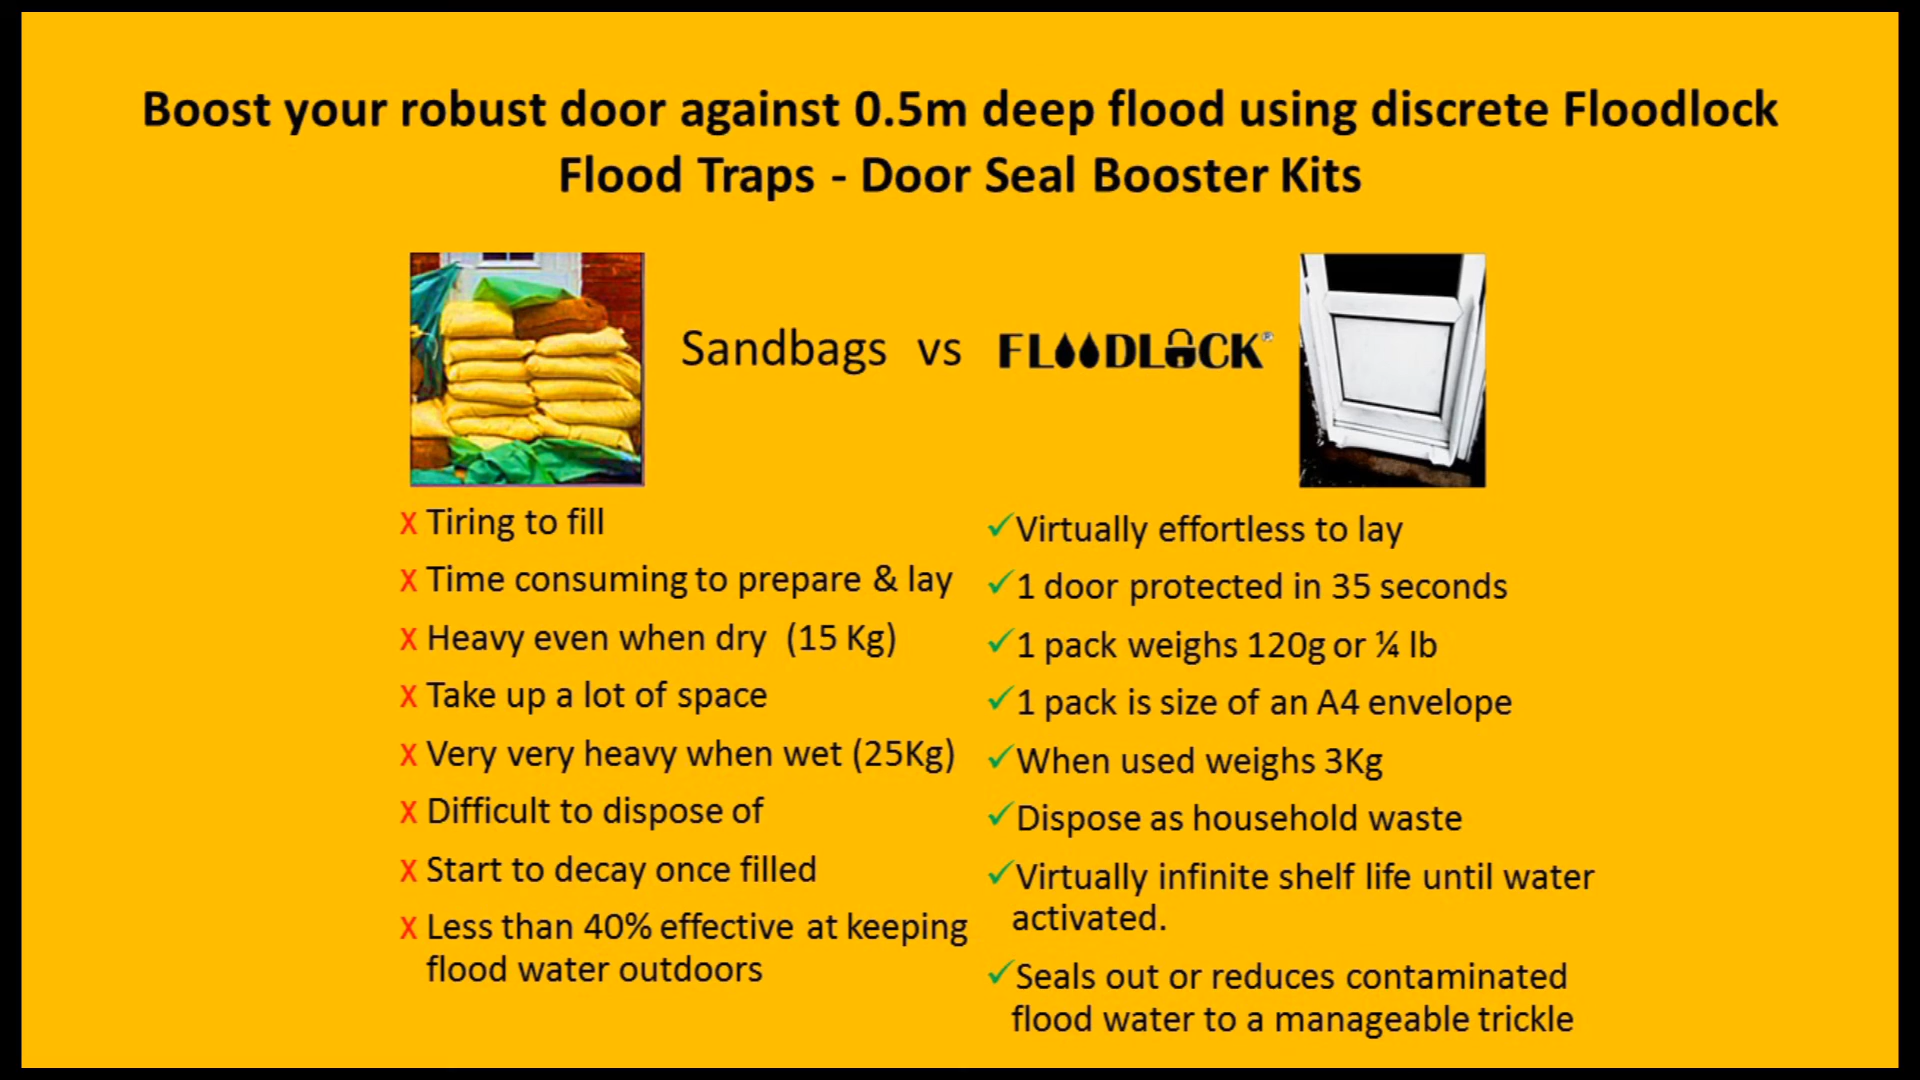 Boost your robust door against 0.5m deep flood using discrete Floodlock
Flood Traps - Door Seal Booster Kits
Sandbags vs FLOODLOCK®
X Tiring to fill
X Time consuming to prepare & lay
X Heavy even when dry (15 Kg)
X Take up a lot of space
X Very very heavy when wet (25Kg)
X Difficult to dispose of
X Start to decay once filled
X Less than 40% effective at keeping
flood water outdoors
✓Virtually effortless to lay
✓1 door protected in 35 seconds
✓1 pack weighs 120g or ¼ lb
✓1 pack is size of an A4 envelope
✓When used weighs 3Kg
✓Dispose as household waste
✓Virtually infinite shelf life until water
activated.
✓Seals out or reduces contaminated
flood water to a manageable trickle